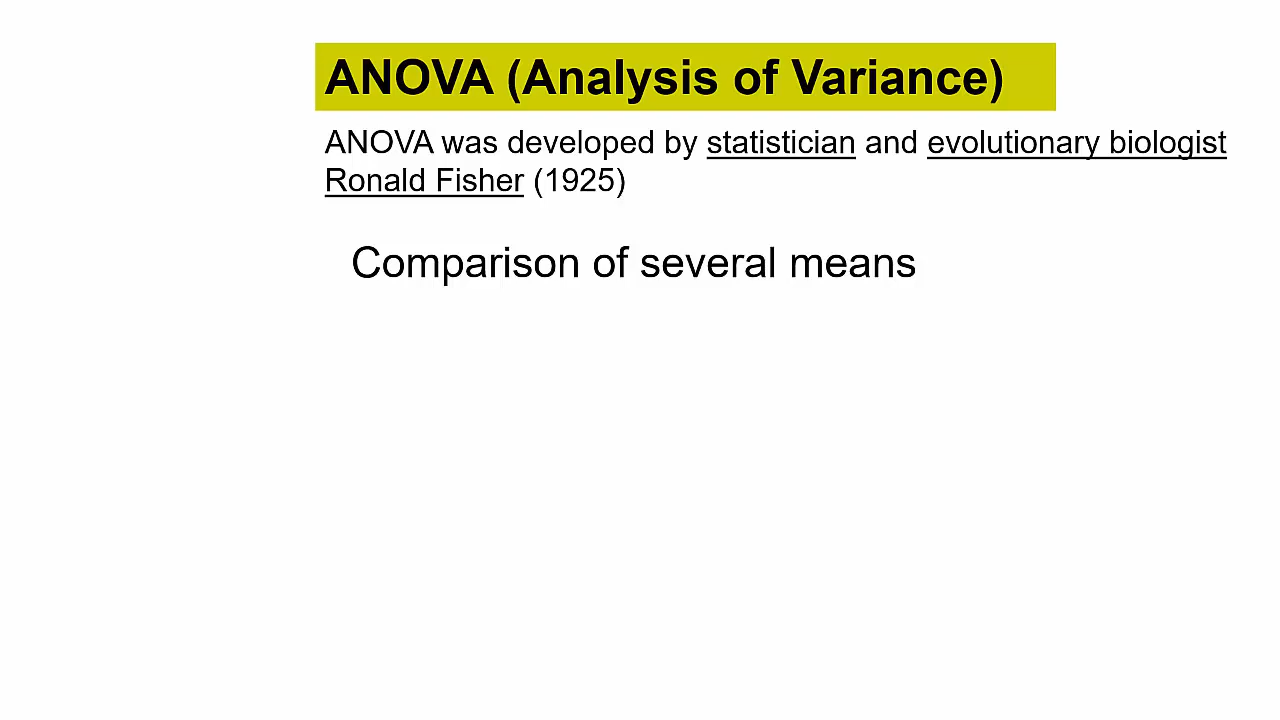 ANOVA (Analysis of Variance)
ANOVA was developed by statistician and evolutionary biologist
Ronald Fisher (1925)
Comparison of several means